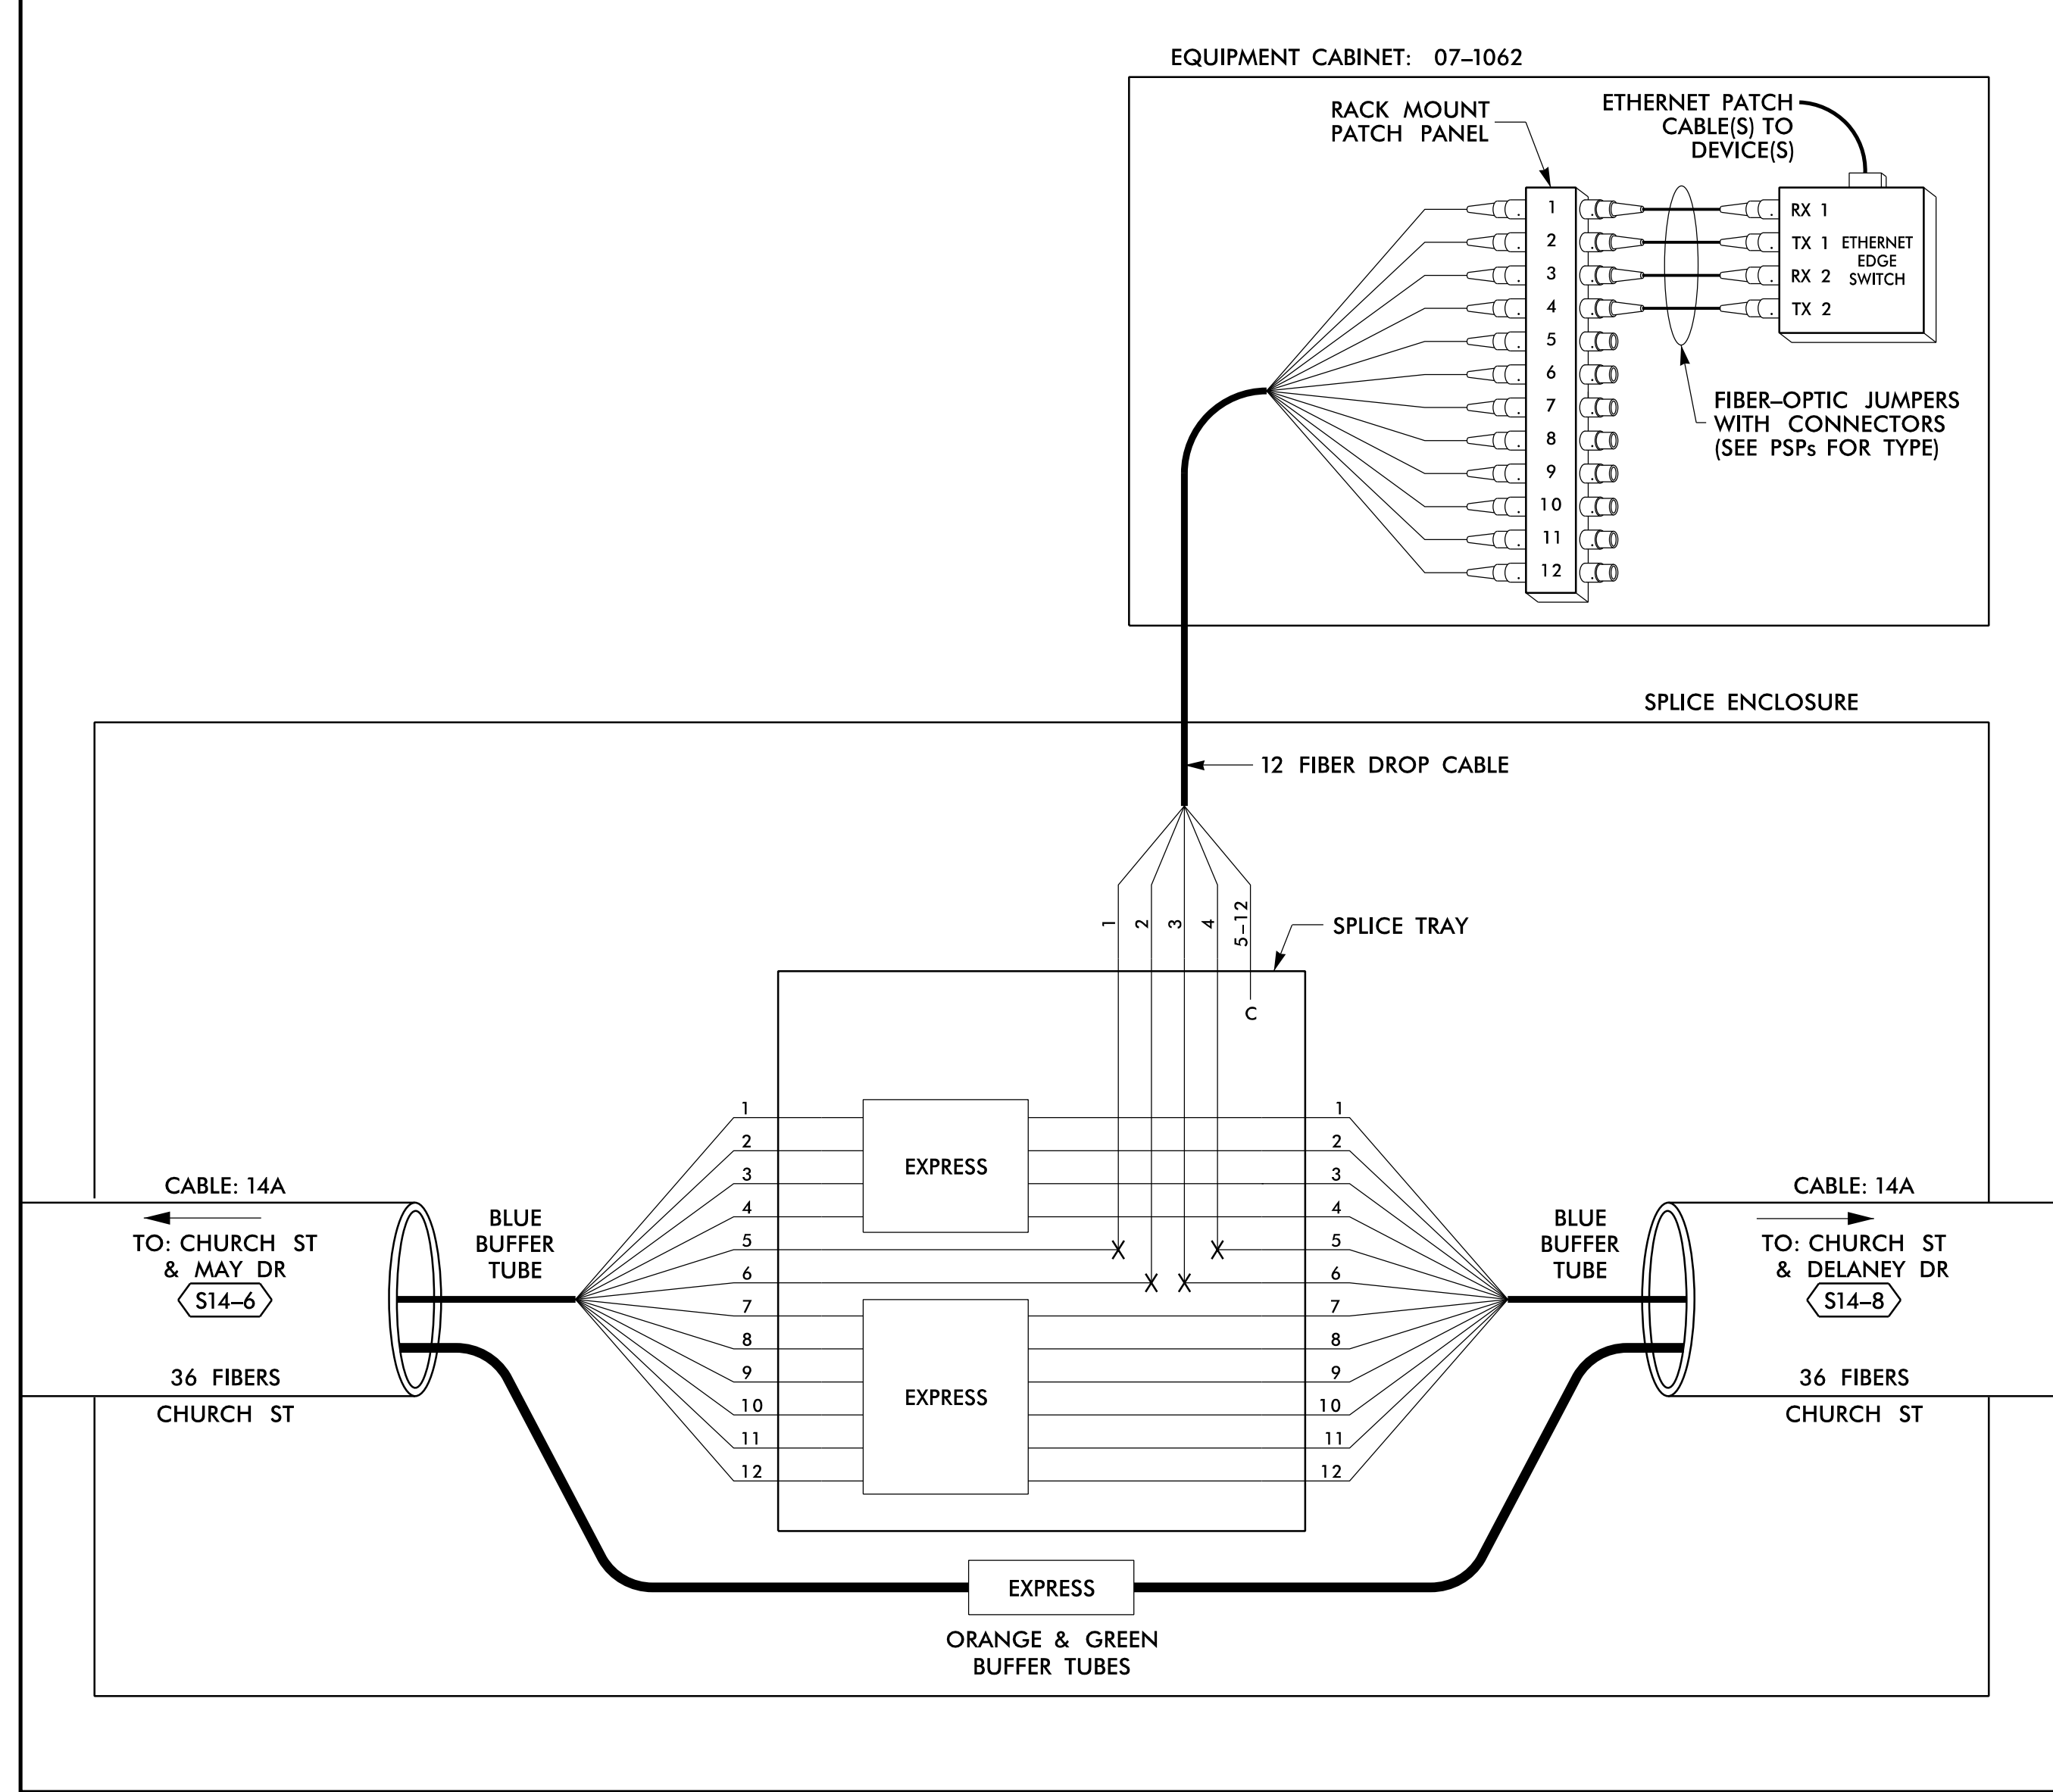 EQUIPMENT CABINET: 07–1062
RACK MOUNT
PATCH PANEL
ETHERNET PATCH
CABLE(S) TO
DEVICE(S)
1
2
3
4
5
6
7
8
9
10
11
12
RX 1
TX 1
RX 2
TX 2
ETHERNET
EDGE
SWITCH
FIBER–OPTIC JUMPERS
WITH CONNECTORS
(SEE PSPs FOR TYPE)
SPLICE ENCLOSURE
12 FIBER DROP CABLE
1
2
3
4
5–12
SPLICE TRAY
C
CABLE: 14A
TO: CHURCH ST
& MAY DR
S14–6
36 FIBERS
CHURCH ST
BLUE
BUFFER
TUBE
1
2
3
4
5
6
7
8
9
10
11
12
EXPRESS
EXPRESS
1
2
3
4
5
6
7
8
9
10
11
12
BLUE
BUFFER
TUBE
CABLE: 14A
TO: CHURCH ST
& DELANEY DR
S14–8
36 FIBERS
CHURCH ST
EXPRESS
ORANGE & GREEN
BUFFER TUBES